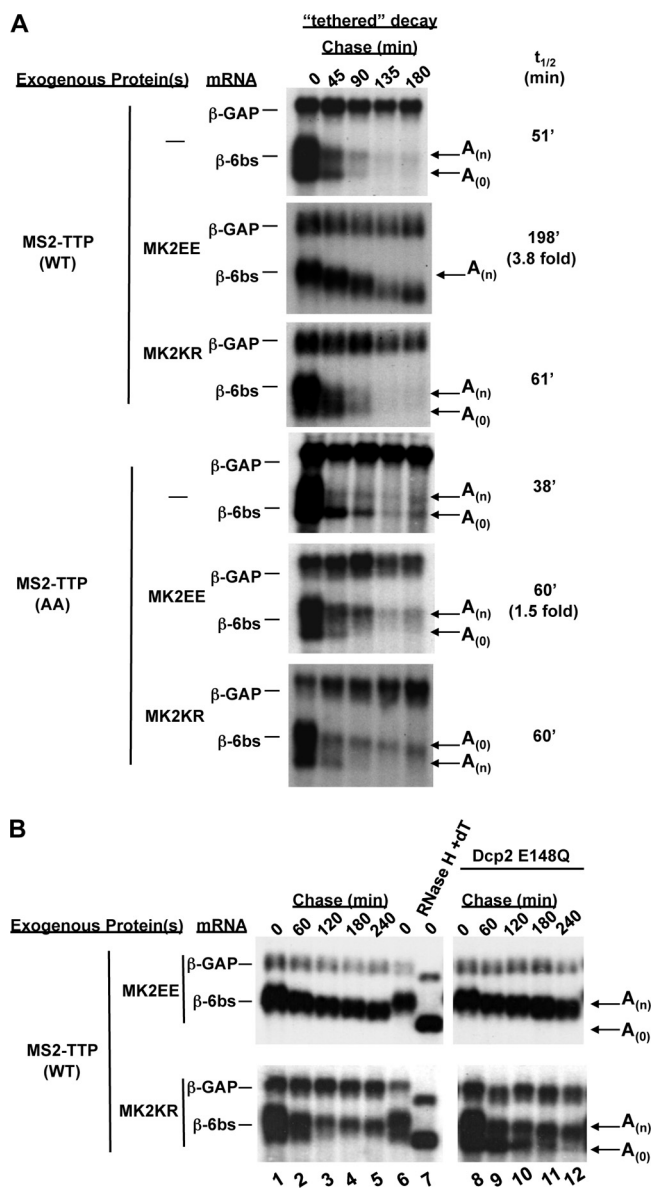 A
“tethered” decay
Chase (min)
t1/2
(min)
Exogenous Protein(s) mRNA 0 45 90 135 180
β-GAP
— β-6bs A(n) 51’
A(0)
MS2-TTP
(WT)
β-GAP
MK2EE 198’
β-6bs A(n) (3.8 fold)
β-GAP
MK2KR
β-6bs A(n) 61’
A(0)
β-GAP
— A(n) 38’
β-6bs A(0)
MS2-TTP
(AA)
β-GAP
MK2EE 60’
β-6bs A(n) (1.5 fold)
A(0)
β-GAP
MK2KR
β-6bs A(0) 60’
A(n)
B
RNase H +dT
Dcp2 E148Q
Chase (min) Chase (min)
Exogenous Protein(s) mRNA 0 60 120 180 240 0 0 0 60 120 180 240
β-GAP
MK2EE
β-6bs A(n)
A(0)
MS2-TTP
(WT)
β-GAP
MK2KR
β-6bs A(n)
A(0)
1 2 3 4 5 6 7 8 9 10 11 12